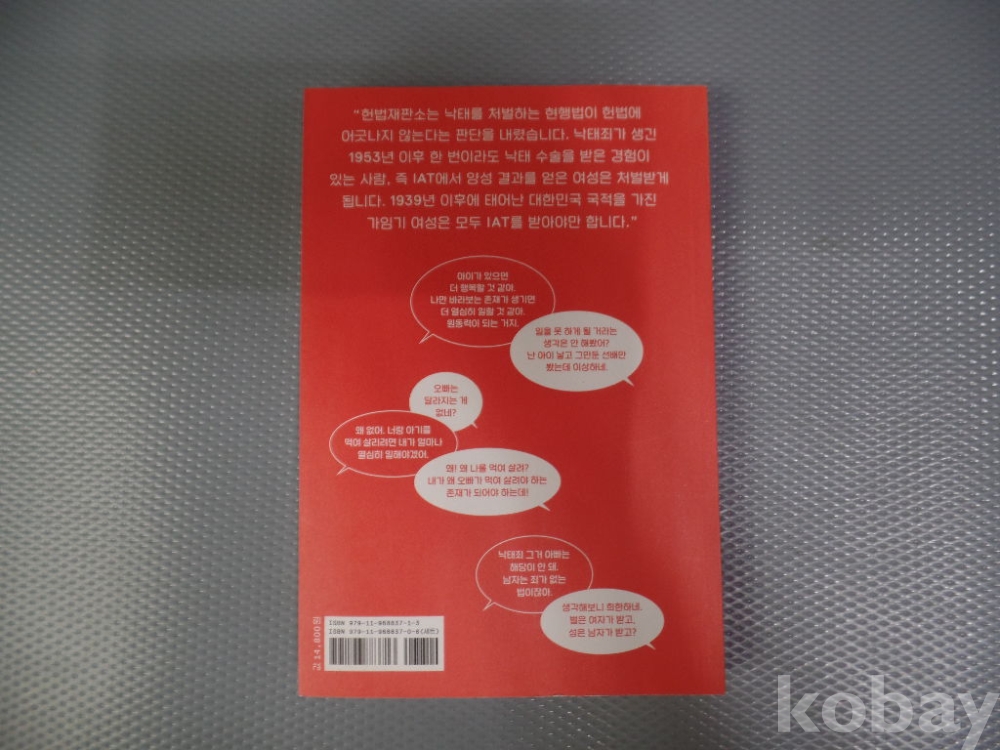 “헌법재판소는 낙태를 처벌하는 현행법이 헌법에
어긋나지 않는다는 판단을 내렸습니다. 낙태죄가 생긴
1953년 이후 한 번이라도 낙태 수술을 받은 경험이
있는 사람, 즉 IAT에서 양성 결과를 얻은 여성은 처벌받게
됩니다. 1939년 이후에 태어난 대한민국 국적을 가진
가임기 여성은 모두 IAT를 받아야만 합니다.”
아이가 있으면
더 행복할 것 같아.
나만 바라보는 존재가 생기면
더 열심히 일할 것 같아.
원동력이 되는 거지.
일을 못 하게 될 거라는
생각은 안 해봤어?
난 아이 낳고 그만둔 선배만
봤는데 이상하네.
오빠는
달라지는 게
없네?
왜 없어. 너랑 아기를
먹여 살리려면 내가 얼마나
열심히 일해야겠어.
왜! 왜 나를 먹여 살려?
내가 왜 오빠가 먹여 살려야 하는
존재가 되어야 하는데!
낙태죄 그거 아빠는
해당이 안 돼.
남자는 죄가 없는
법이잖아.
생각해보니 희한하네.
벌은 여자가 받고,
성은 남자가 받고?
값 14,800원
kobay